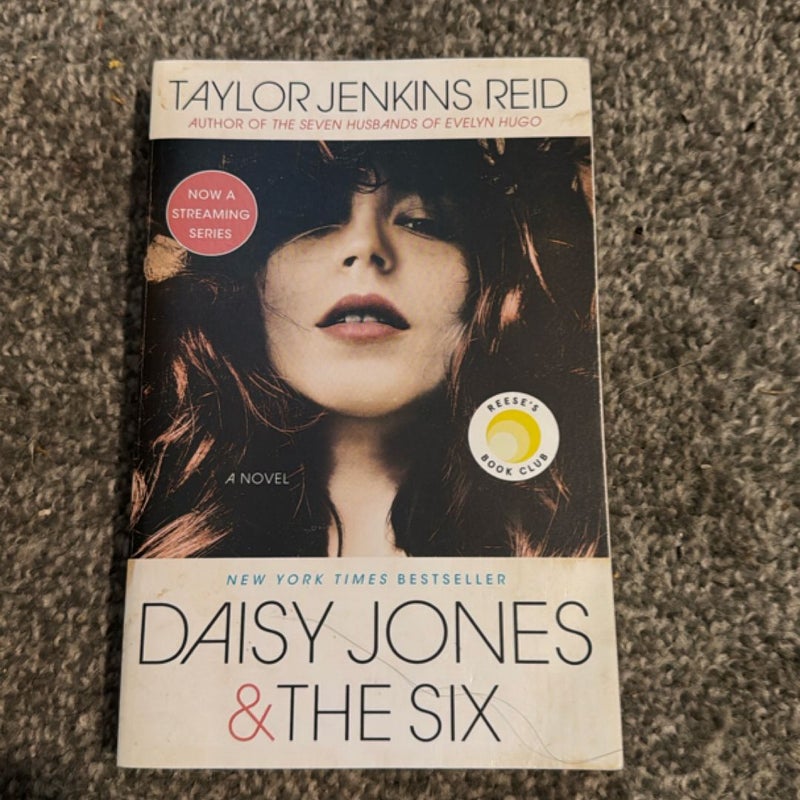 TAYLOR JENKINS REID
AUTHOR OF THE SEVEN HUSBANDS OF EVELYN HUGO
NOW A
STREAMING
SERIES
REESE'S
BOOK CLUB
A NOVEL
NEW YORK TIMES BESTSELLER
DAISY JONES
& THE SIX